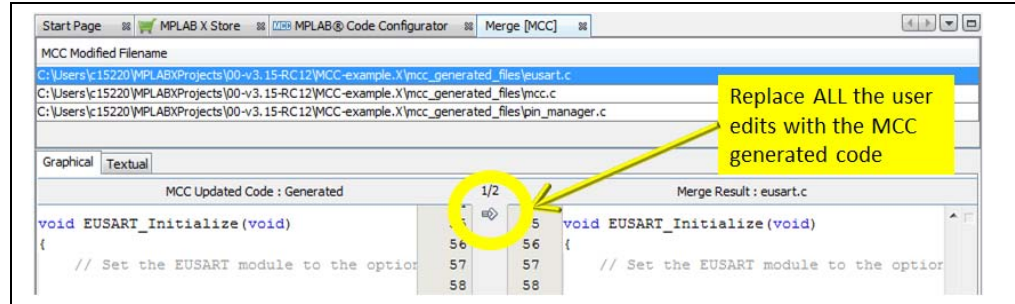 Start Page MPLAB X Store MPLAB® Code Configurator Merge [MCC]
MCC Modified Filename
C:\Users\c15220\MPLABXProjects\00-v3.15-RC12\MCC-example.X\mcc_generated_files\eusart.c
C:\Users\c15220\MPLABXProjects\00-v3.15-RC12\MCC-example.X\mcc_generated_files\mcc.c
C:\Users\c15220\MPLABXProjects\00-v3.15-RC12\MCC-example.X\mcc_generated_files\pin_manager.c
Replace ALL the user
edits with the MCC
generated code
Graphical Textual
MCC Updated Code : Generated 1/2 Merge Result : eusart.c
void EUSART_Initialize(void) 5 void EUSART_Initialize(void)
{ 56 56 {
// Set the EUSART module to the option 57 57 // Set the EUSART module to the option
58 58